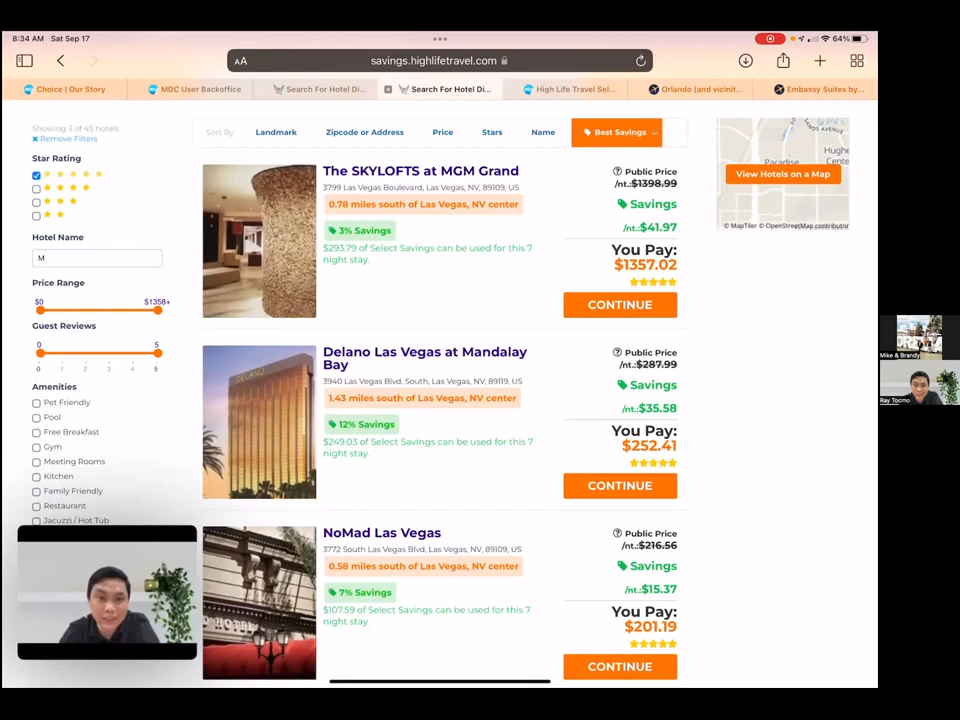 8:34 AM Sat Sep 17
64%
AA
savings.highlifetravel.com
Choice | Our Story
MDC User Backoffice
Search For Hotel Di...
Search For Hotel Di...
High Life Travel Sel...
Orlando (and vicinit...
Embassy Suites by...
Showing 3 of 45 hotels
Remove Filters
Star Rating
Hotel Name
M
Price Range
$0 $1358+
Guest Reviews
0 5
0 1 2 3 4 5
Amenities
Pet Friendly
Pool
Free Breakfast
Gym
Meeting Rooms
Kitchen
Family Friendly
Restaurant
Jacuzzi / Hot Tub
Sort By Landmark Zipcode or Address Price Stars Name Best Savings
The SKYLOFTS at MGM Grand
3799 Las Vegas Boulevard, Las Vegas, NV, 89109, US
0.78 miles south of Las Vegas, NV center
3% Savings
$293.79 of Select Savings can be used for this 7
night stay.
Public Price
/nt.:$1398.99
Savings
/nt.:$41.97
You Pay:
$1357.02
CONTINUE
DELANO
Delano Las Vegas at Mandalay
Bay
3940 Las Vegas Blvd. South, Las Vegas, NV, 89119, US
1.43 miles south of Las Vegas, NV center
12% Savings
$249.03 of Select Savings can be used for this 7
night stay.
Public Price
/nt.:$287.99
Savings
/nt.:$35.58
You Pay:
$252.41
CONTINUE
NoMad Las Vegas
3772 South Las Vegas Blvd, Las Vegas, NV, 89109, US
0.58 miles south of Las Vegas, NV center
7% Savings
$107.59 of Select Savings can be used for this 7
night stay.
Public Price
/nt.:$216.56
Savings
/nt.:$15.37
You Pay:
$201.19
CONTINUE
SANDS AVENUE
Paradise
Hughe
Cente
View Hotels on a Map
© MapTiler © OpenStreetMap contributor
Mike & Brandy
Ray Tocmo